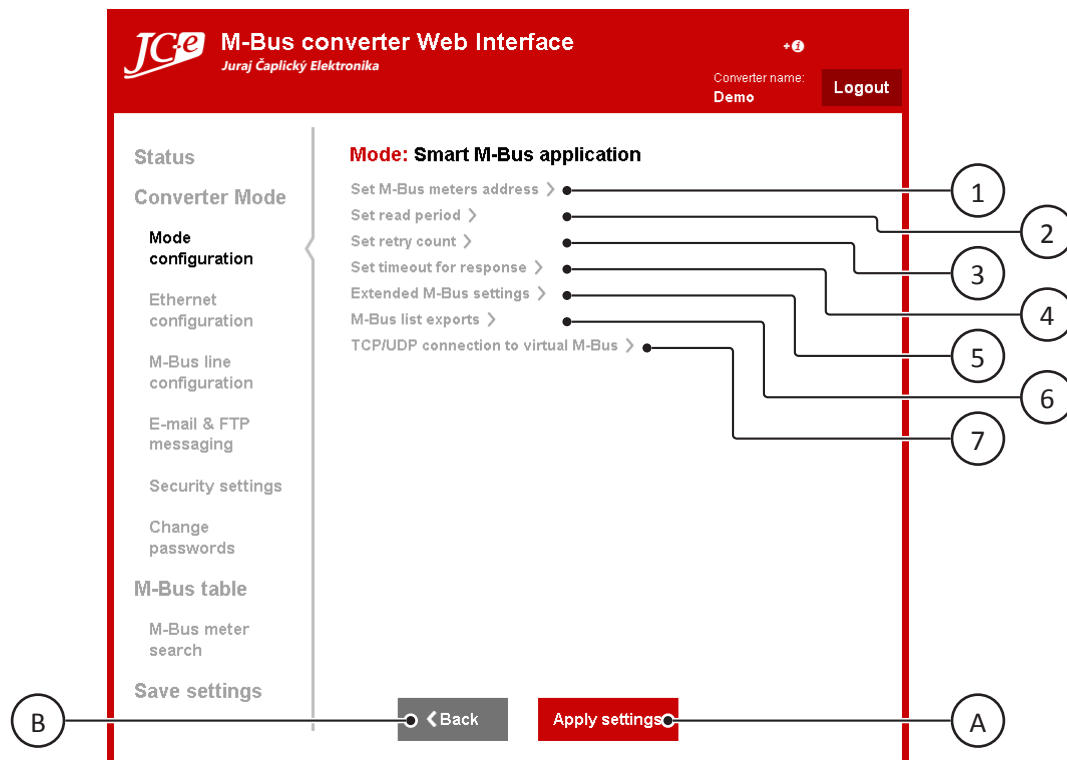 JC-e M-Bus converter Web Interface
Juraj Čaplický Elektronika
+i
Converter name:
Demo
Logout
Status
Converter Mode
Mode
configuration
Ethernet
configuration
M-Bus line
configuration
E-mail & FTP
messaging
Security settings
Change
passwords
M-Bus table
M-Bus meter
search
Save settings
Mode: Smart M-Bus application
Set M-Bus meters address >
Set read period >
Set retry count >
Set timeout for response >
Extended M-Bus settings >
M-Bus list exports >
TCP/UDP connection to virtual M-Bus >
1
2
3
4
5
6
7
B
< Back
Apply settings
A